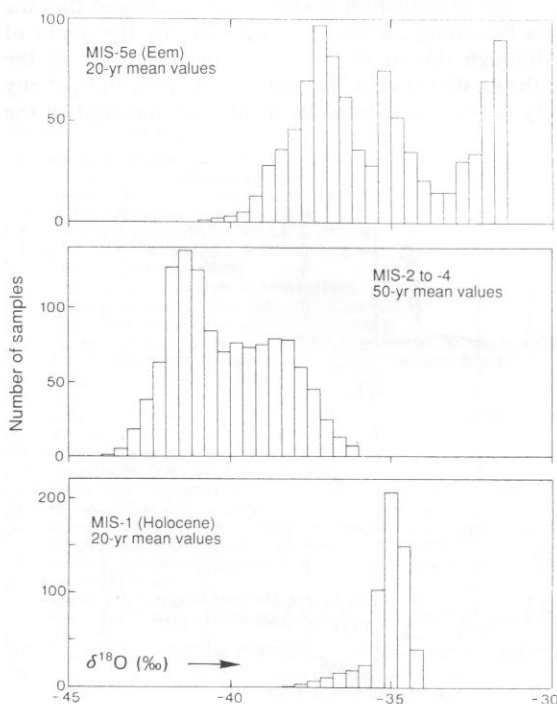 100
MIS-5e (Eem)
20-yr mean values
50
0
MIS-2 to -4
50-yr mean values
100
50
0
Number of samples
200
MIS-1 (Holocene)
20-yr mean values
100
δ18O (‰) →
0
-45 -40 -35 -30